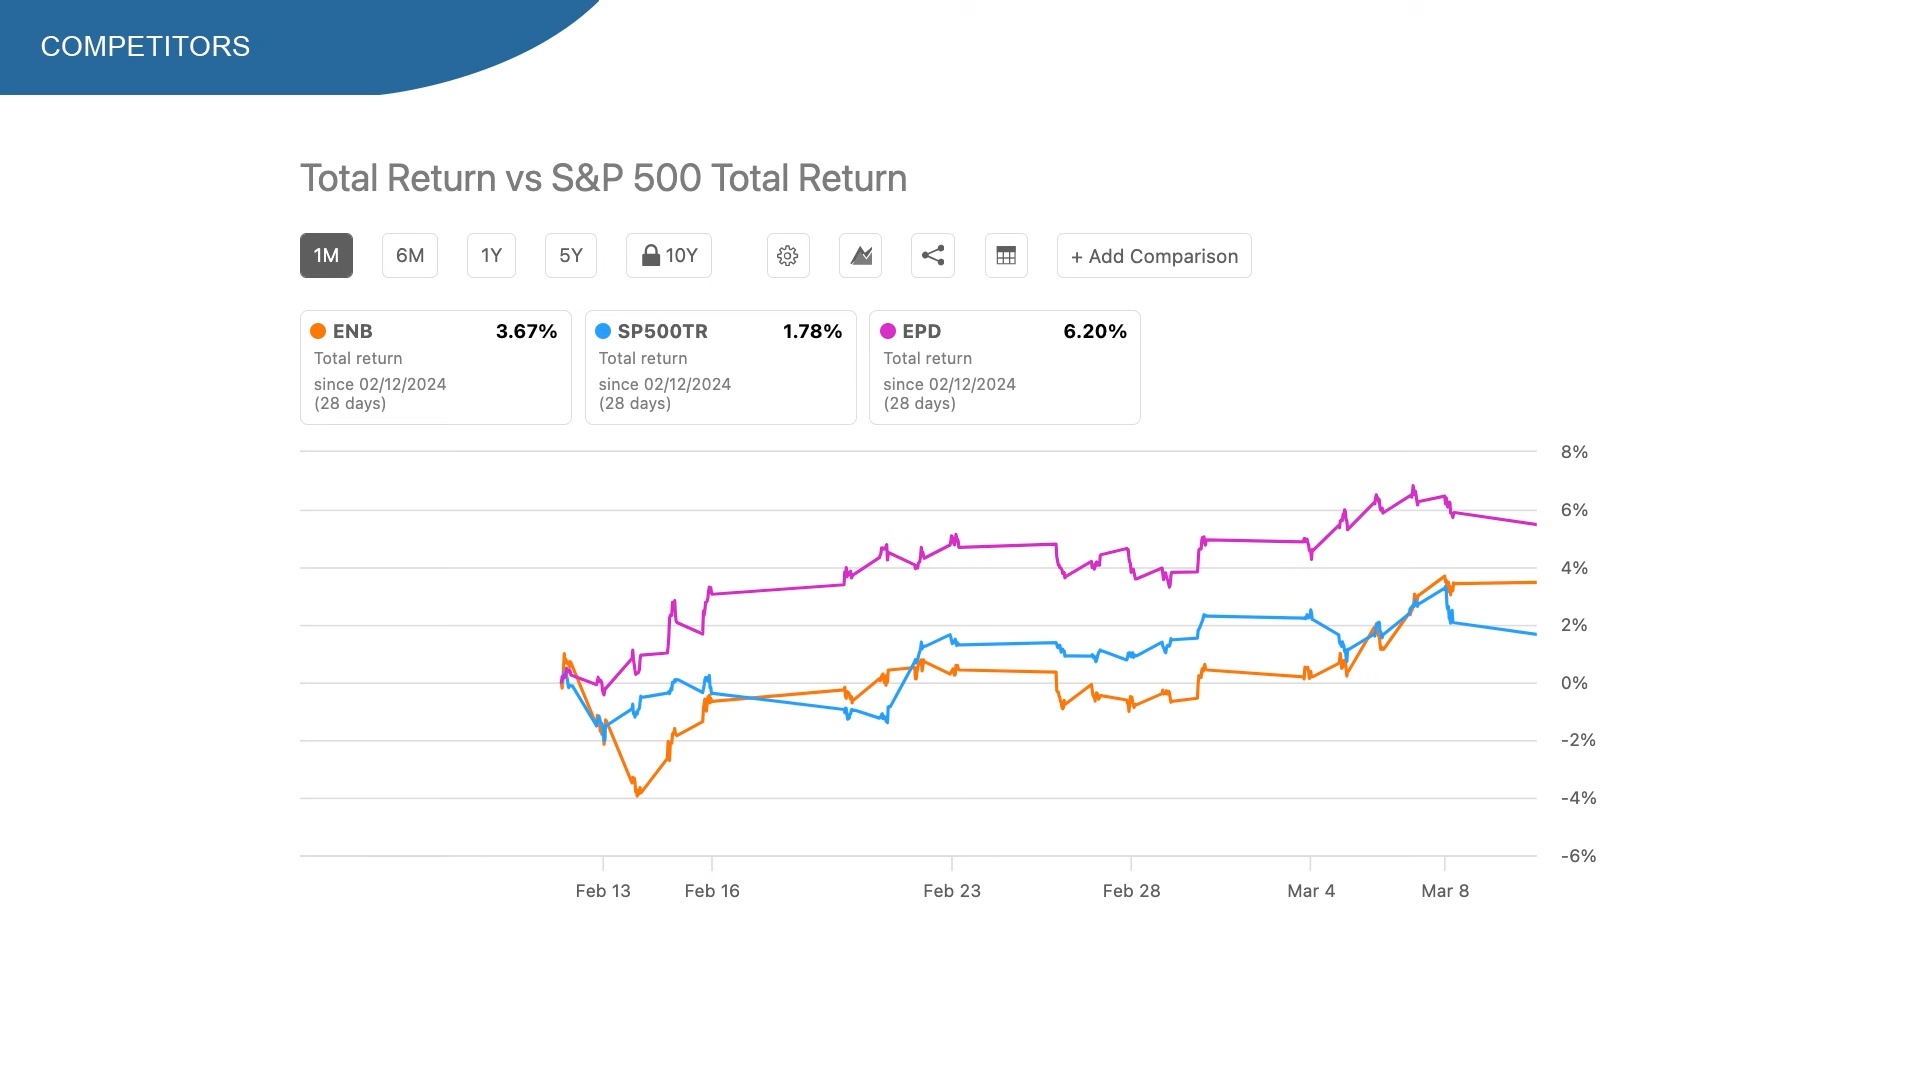 COMPETITORS
Total Return vs S&P 500 Total Return
1M 6M 1Y 5Y 10Y + Add Comparison
ENB 3.67%
Total return
since 02/12/2024
(28 days)
SP500TR 1.78%
Total return
since 02/12/2024
(28 days)
EPD 6.20%
Total return
since 02/12/2024
(28 days)
8%
6%
4%
2%
0%
-2%
-4%
-6%
Feb 13 Feb 16 Feb 23 Feb 28 Mar 4 Mar 8